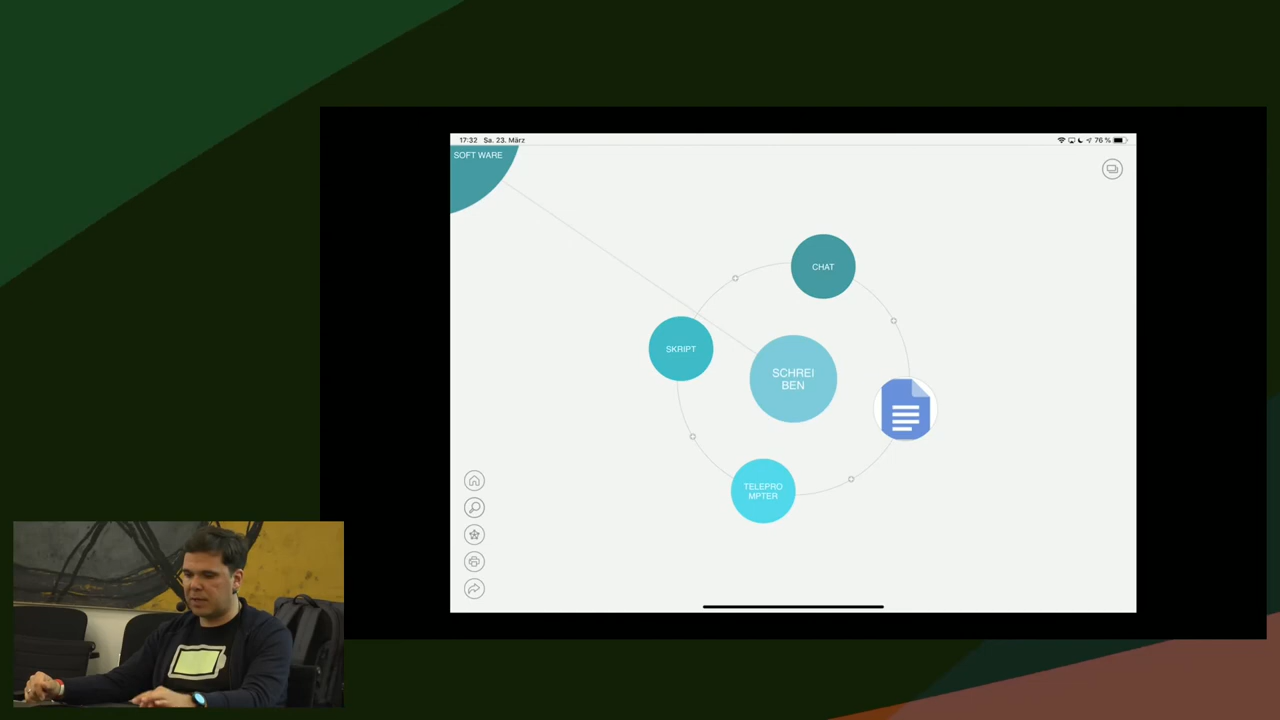 17:32 Sa. 23. März
76 %
SOFT WARE
CHAT
SKRIPT
SCHREI
BEN
TELEPRO
MPTER